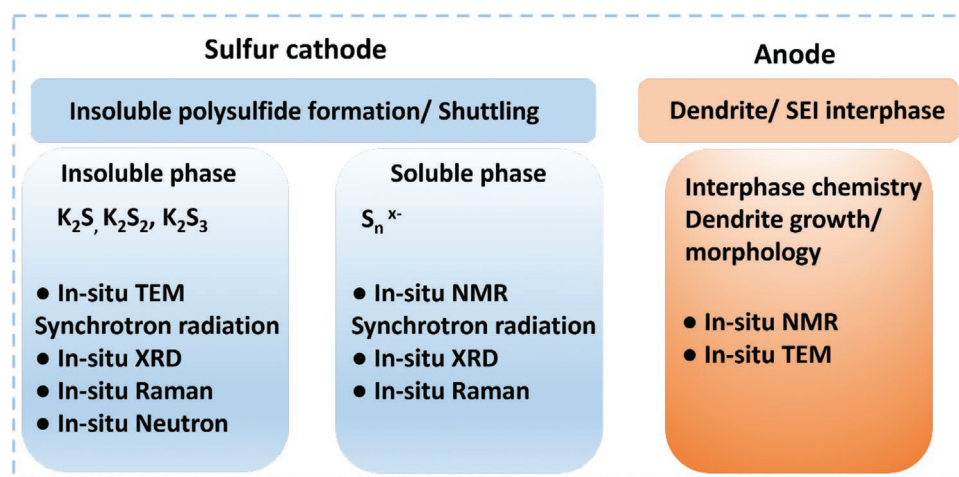 Sulfur cathode
Insoluble polysulfide formation/ Shuttling
Insoluble phase
K₂S, K₂S₂, K₂S₃
● In-situ TEM
Synchrotron radiation
● In-situ XRD
● In-situ Raman
● In-situ Neutron
Soluble phase
Sₙˣ⁻
● In-situ NMR
Synchrotron radiation
● In-situ XRD
● In-situ Raman
Anode
Dendrite/ SEI interphase
Interphase chemistry
Dendrite growth/
morphology
● In-situ NMR
● In-situ TEM